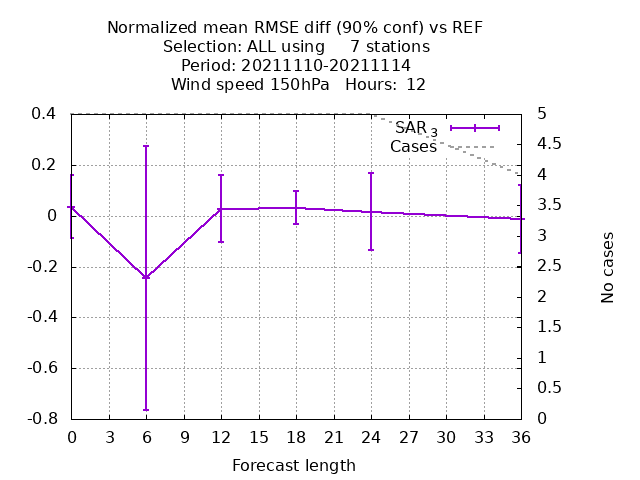 Normalized mean RMSE diff (90% conf) vs REF
Selection: ALL using     7 stations
Period: 20211110-20211114
Wind speed 150hPa   Hours:  12
0.4
0.2
0
-0.2
-0.4
-0.6
-0.8
5
4.5
4
3.5
3
2.5
2
1.5
1
0.5
0
SAR 3
Cases
No cases
0 3 6 9 12 15 18 21 24 27 30 33 36
Forecast length